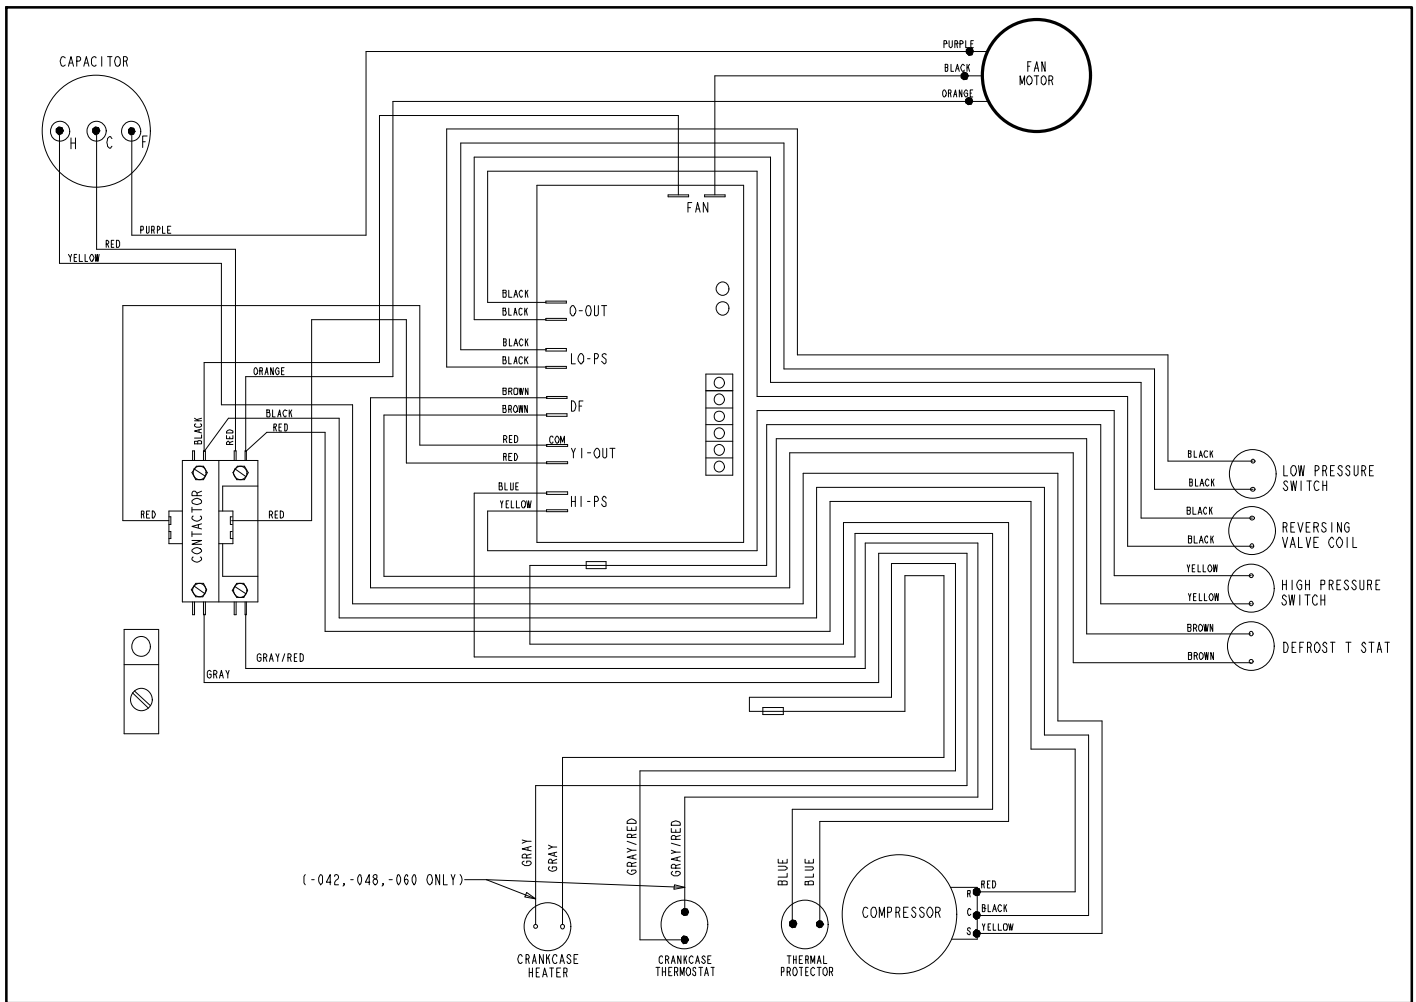 CAPACITOR
H
C
F
PURPLE
RED
YELLOW
PURPLE
BLACK
ORANGE
FAN
MOTOR
FAN
BLACK
BLACK
O-OUT
BLACK
BLACK
LO-PS
BROWN
BROWN
DF
RED
COM
RED
YI-OUT
BLUE
YELLOW
HI-PS
ORANGE
BLACK
RED
BLACK
RED
RED
CONTACTOR
RED
GRAY/RED
GRAY
BLACK
BLACK
LOW PRESSURE
SWITCH
BLACK
BLACK
REVERSING
VALVE COIL
YELLOW
YELLOW
HIGH PRESSURE
SWITCH
BROWN
BROWN
DEFROST T STAT
GRAY
GRAY
GRAY/RED
GRAY/RED
BLUE
BLUE
(-042,-048,-060 ONLY)
CRANKCASE
HEATER
CRANKCASE
THERMOSTAT
THERMAL
PROTECTOR
COMPRESSOR
R
C
S
RED
BLACK
YELLOW